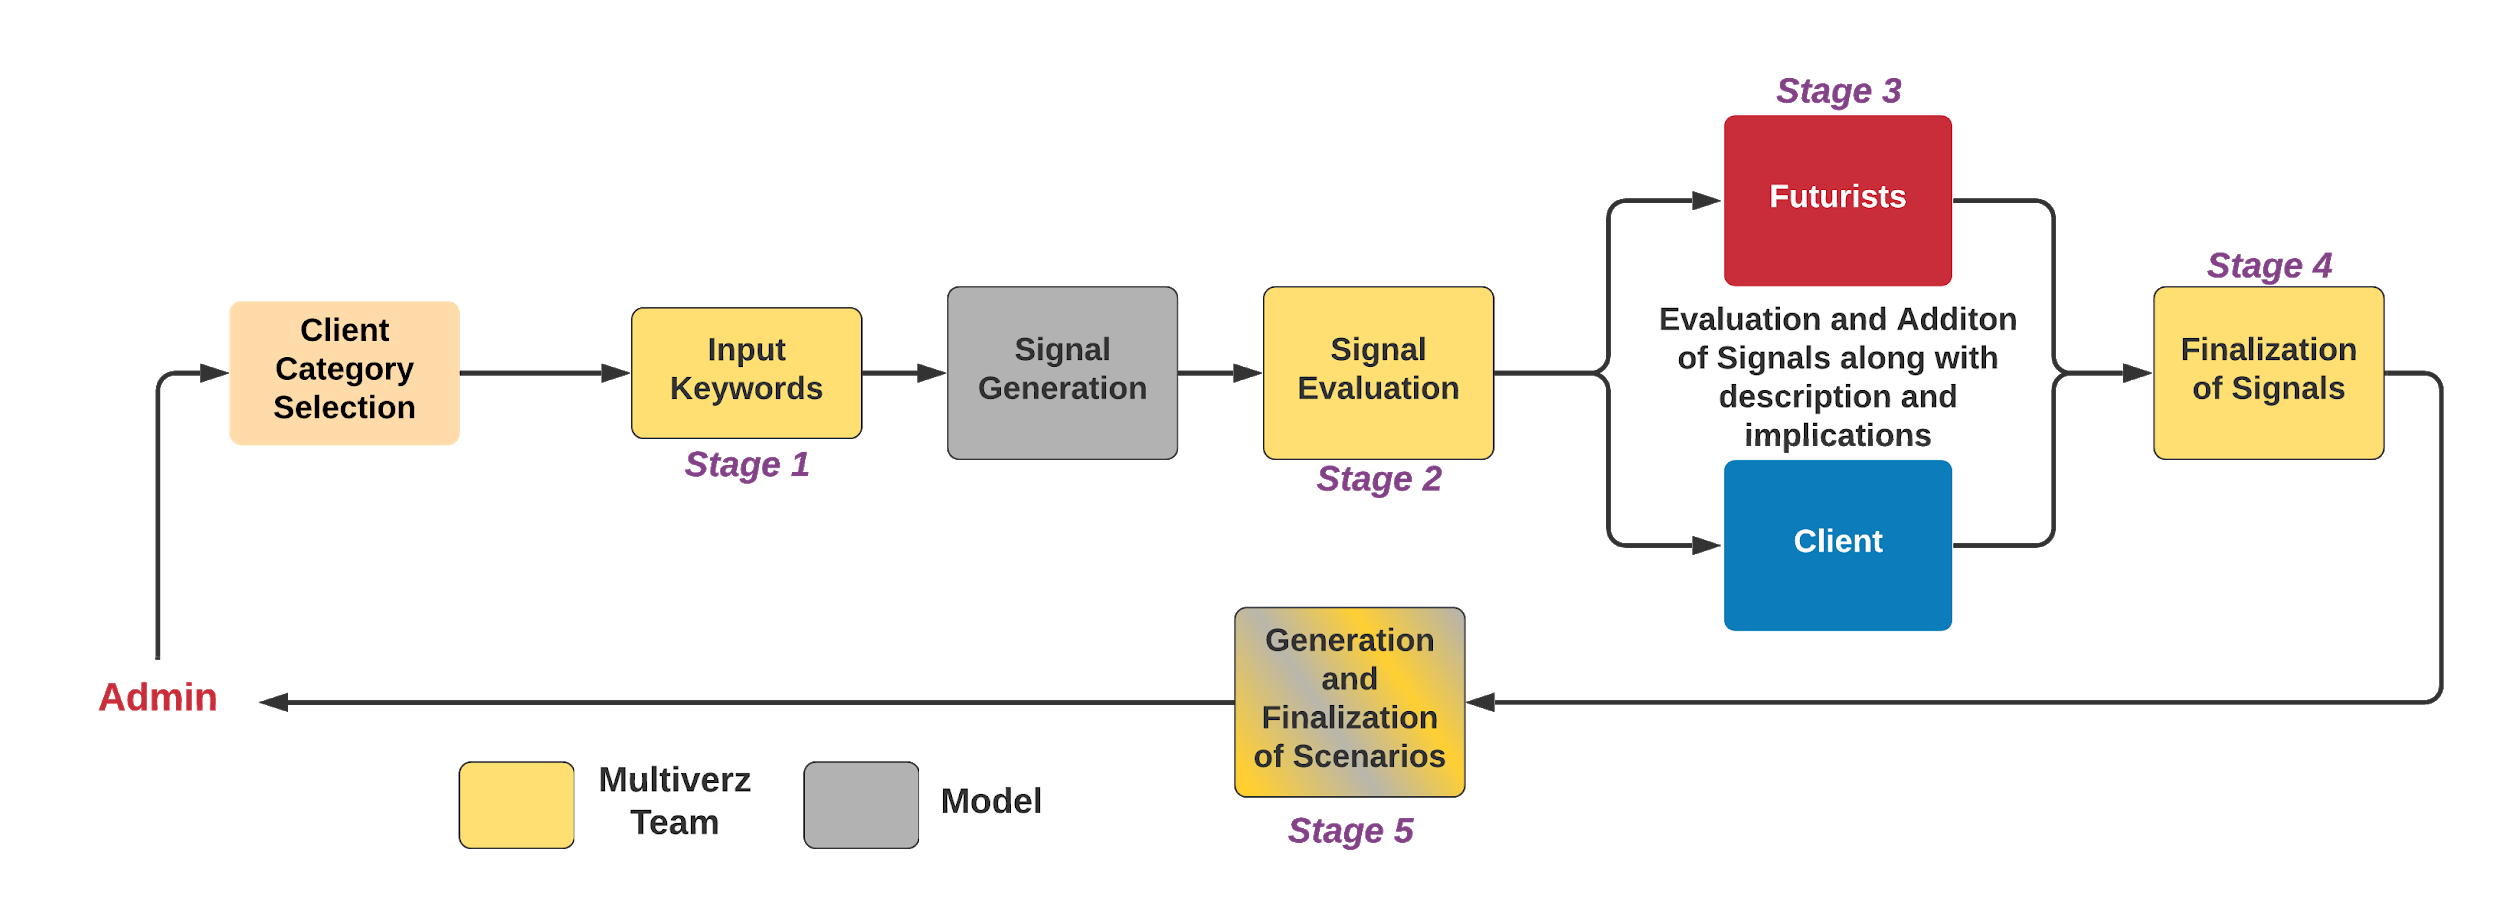 Stage 3
Futurists
Stage 4
Client
Category
Selection
Input
Keywords
Stage 1
Signal
Generation
Signal
Evaluation
Stage 2
Evaluation and Additon
of Signals along with
description and
implications
Finalization
of Signals
Client
Generation
and
Finalization
of Scenarios
Stage 5
Admin
Multiverz
Team
Model